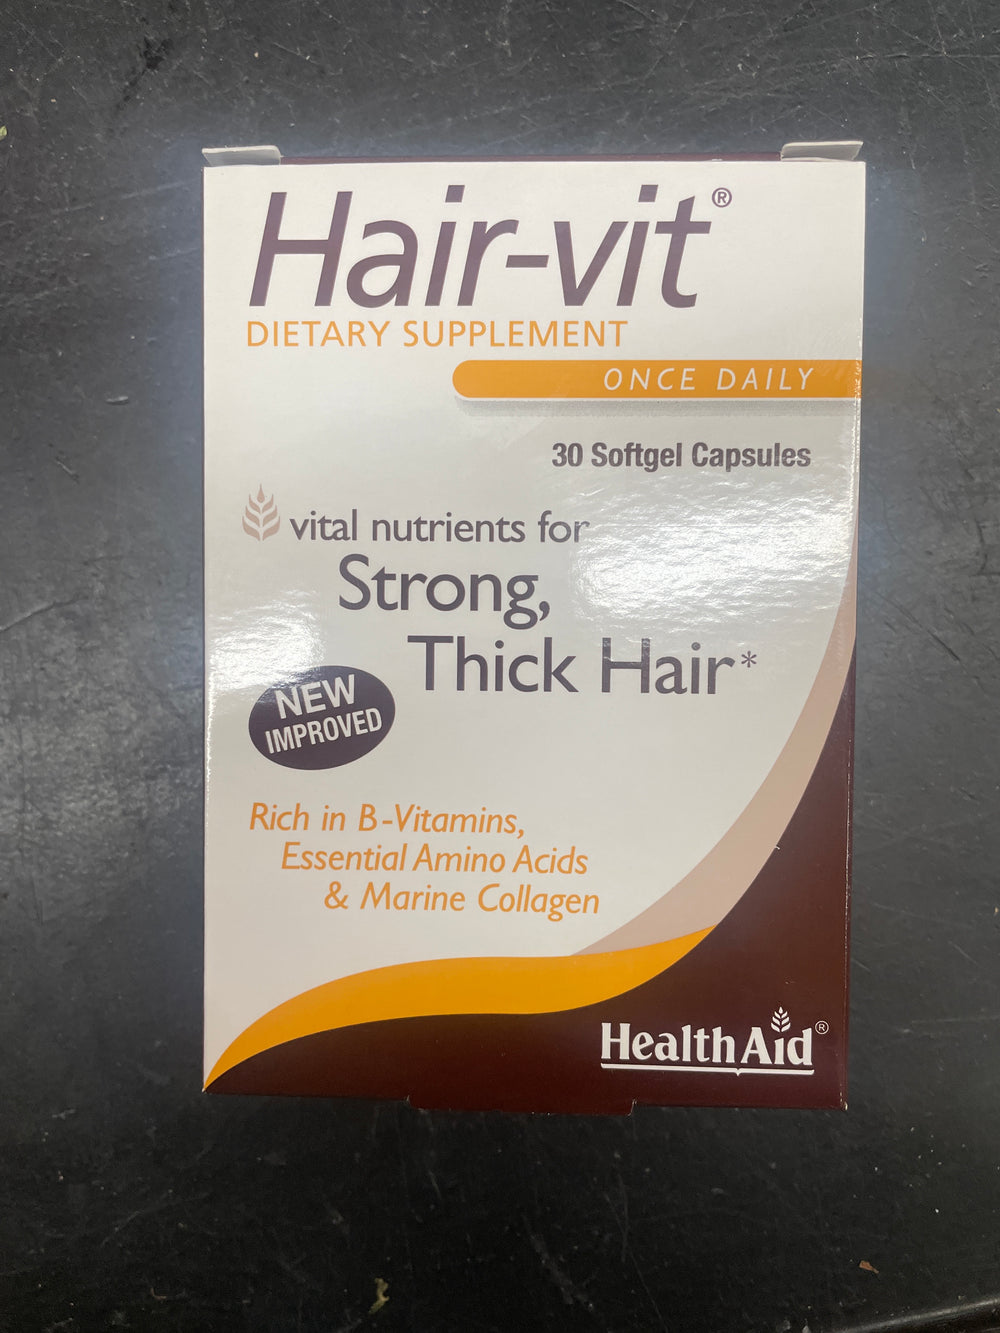 Hair-vit®
DIETARY SUPPLEMENT
ONCE DAILY
30 Softgel Capsules
vital nutrients for
Strong,
Thick Hair*
NEW
IMPROVED
Rich in B-Vitamins,
Essential Amino Acids
& Marine Collagen
HealthAid®